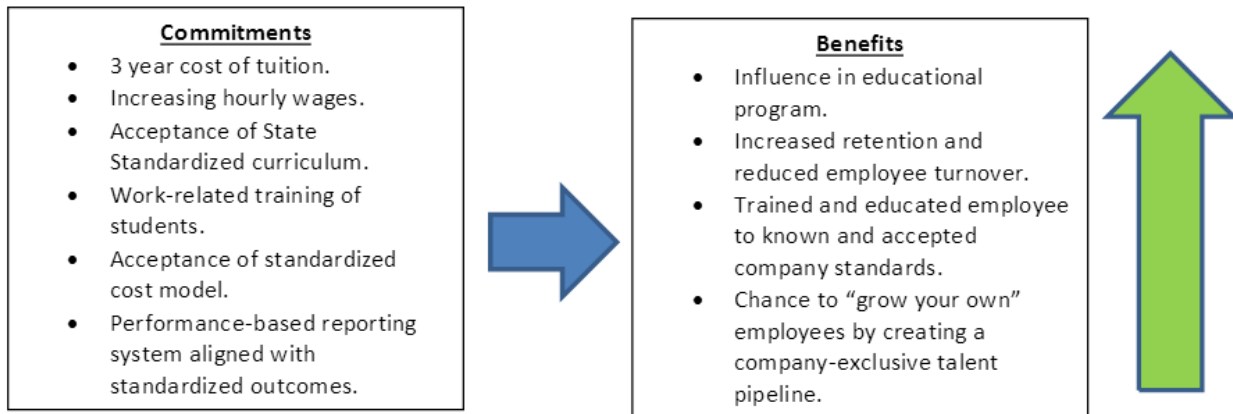 Commitments
• 3 year cost of tuition.
• Increasing hourly wages.
• Acceptance of State
Standardized curriculum.
• Work-related training of
students.
• Acceptance of standardized
cost model.
• Performance-based reporting
system aligned with
standardized outcomes.
Benefits
• Influence in educational
program.
• Increased retention and
reduced employee turnover.
• Trained and educated employee
to known and accepted
company standards.
• Chance to “grow your own”
employees by creating a
company-exclusive talent
pipeline.